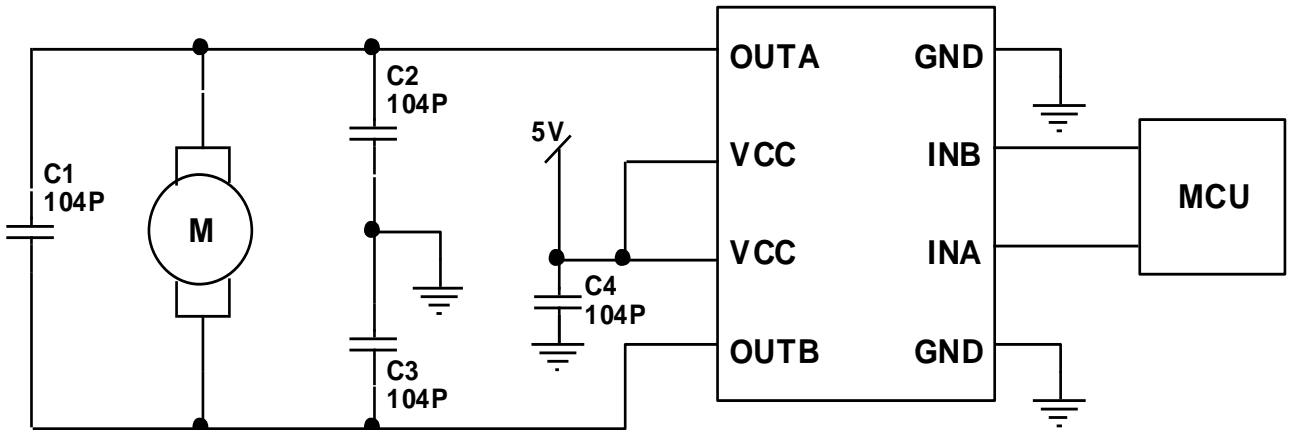 C2
104P
OUTA
GND
5V
VCC
INB
C1
104P
M
MCU
VCC
INA
C4
104P
C3
104P
OUTB
GND